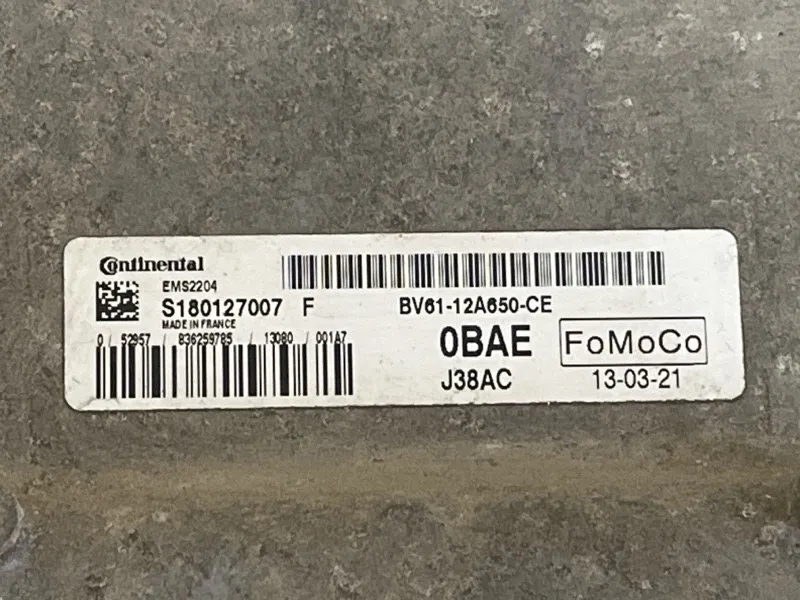 Continental
EMS2204
S180127007 F
BV61-12A650-CE
MADE IN FRANCE
0 / 52957 / 836259785 / 13080 / 001A7
0BAE
FoMoCo
J38AC
13-03-21